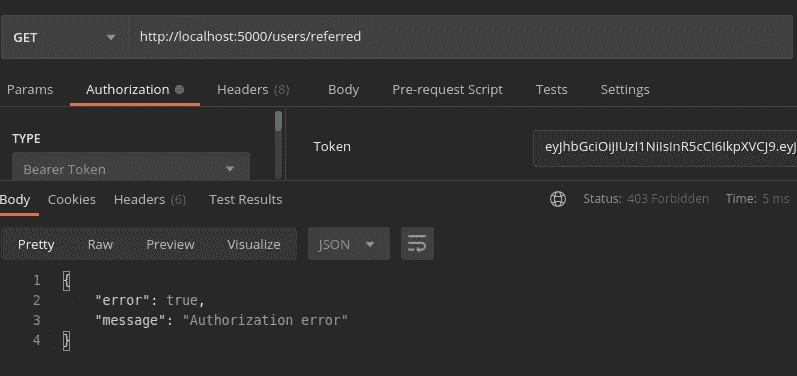 GET http://localhost:5000/users/referred
Params Authorization Headers (8) Body Pre-request Script Tests Settings
TYPE
Bearer Token
Token eyJhbGciOiJIUzI1NiIsInR5cCI6IkpXVCJ9.eyJ
Body Cookies Headers (6) Test Results Status: 403 Forbidden Time: 5 ms
Pretty Raw Preview Visualize JSON
1 {
2 "error": true,
3 "message": "Authorization error"
4 }